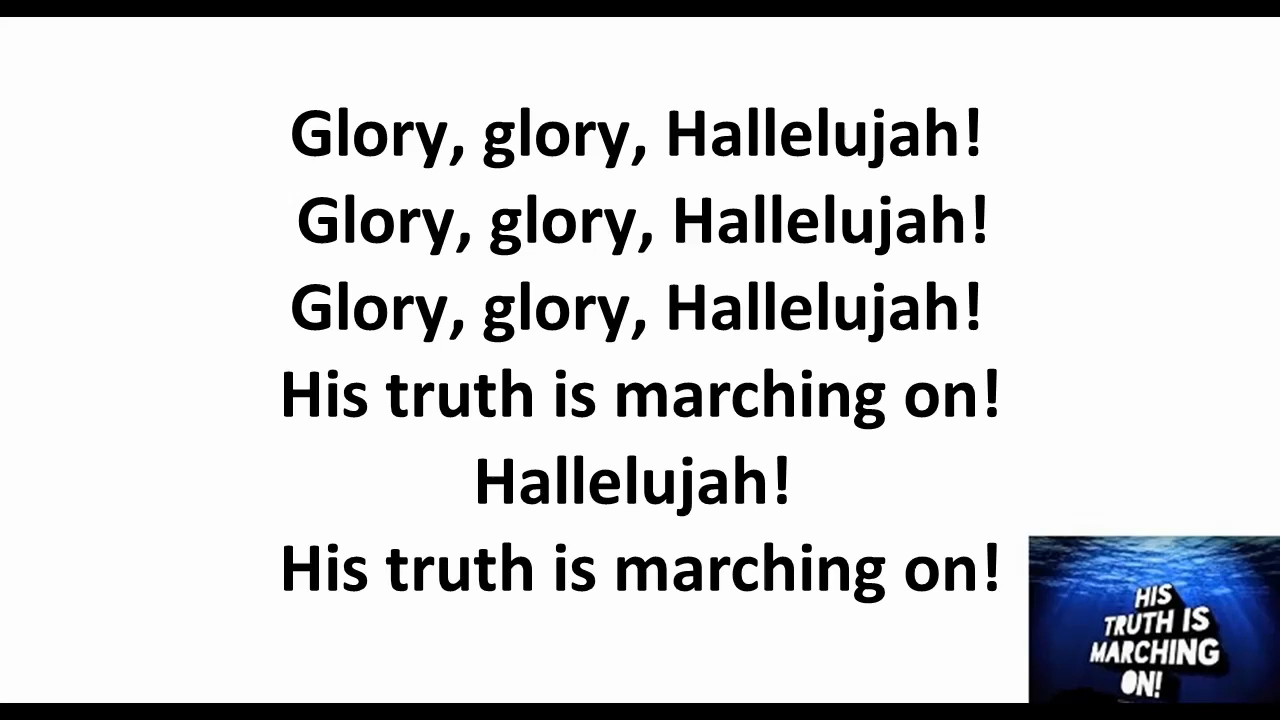 Glory, glory, Hallelujah!
Glory, glory, Hallelujah!
Glory, glory, Hallelujah!
His truth is marching on!
Hallelujah!
His truth is marching on!
HIS
TRUTH IS
MARCHING
ON!